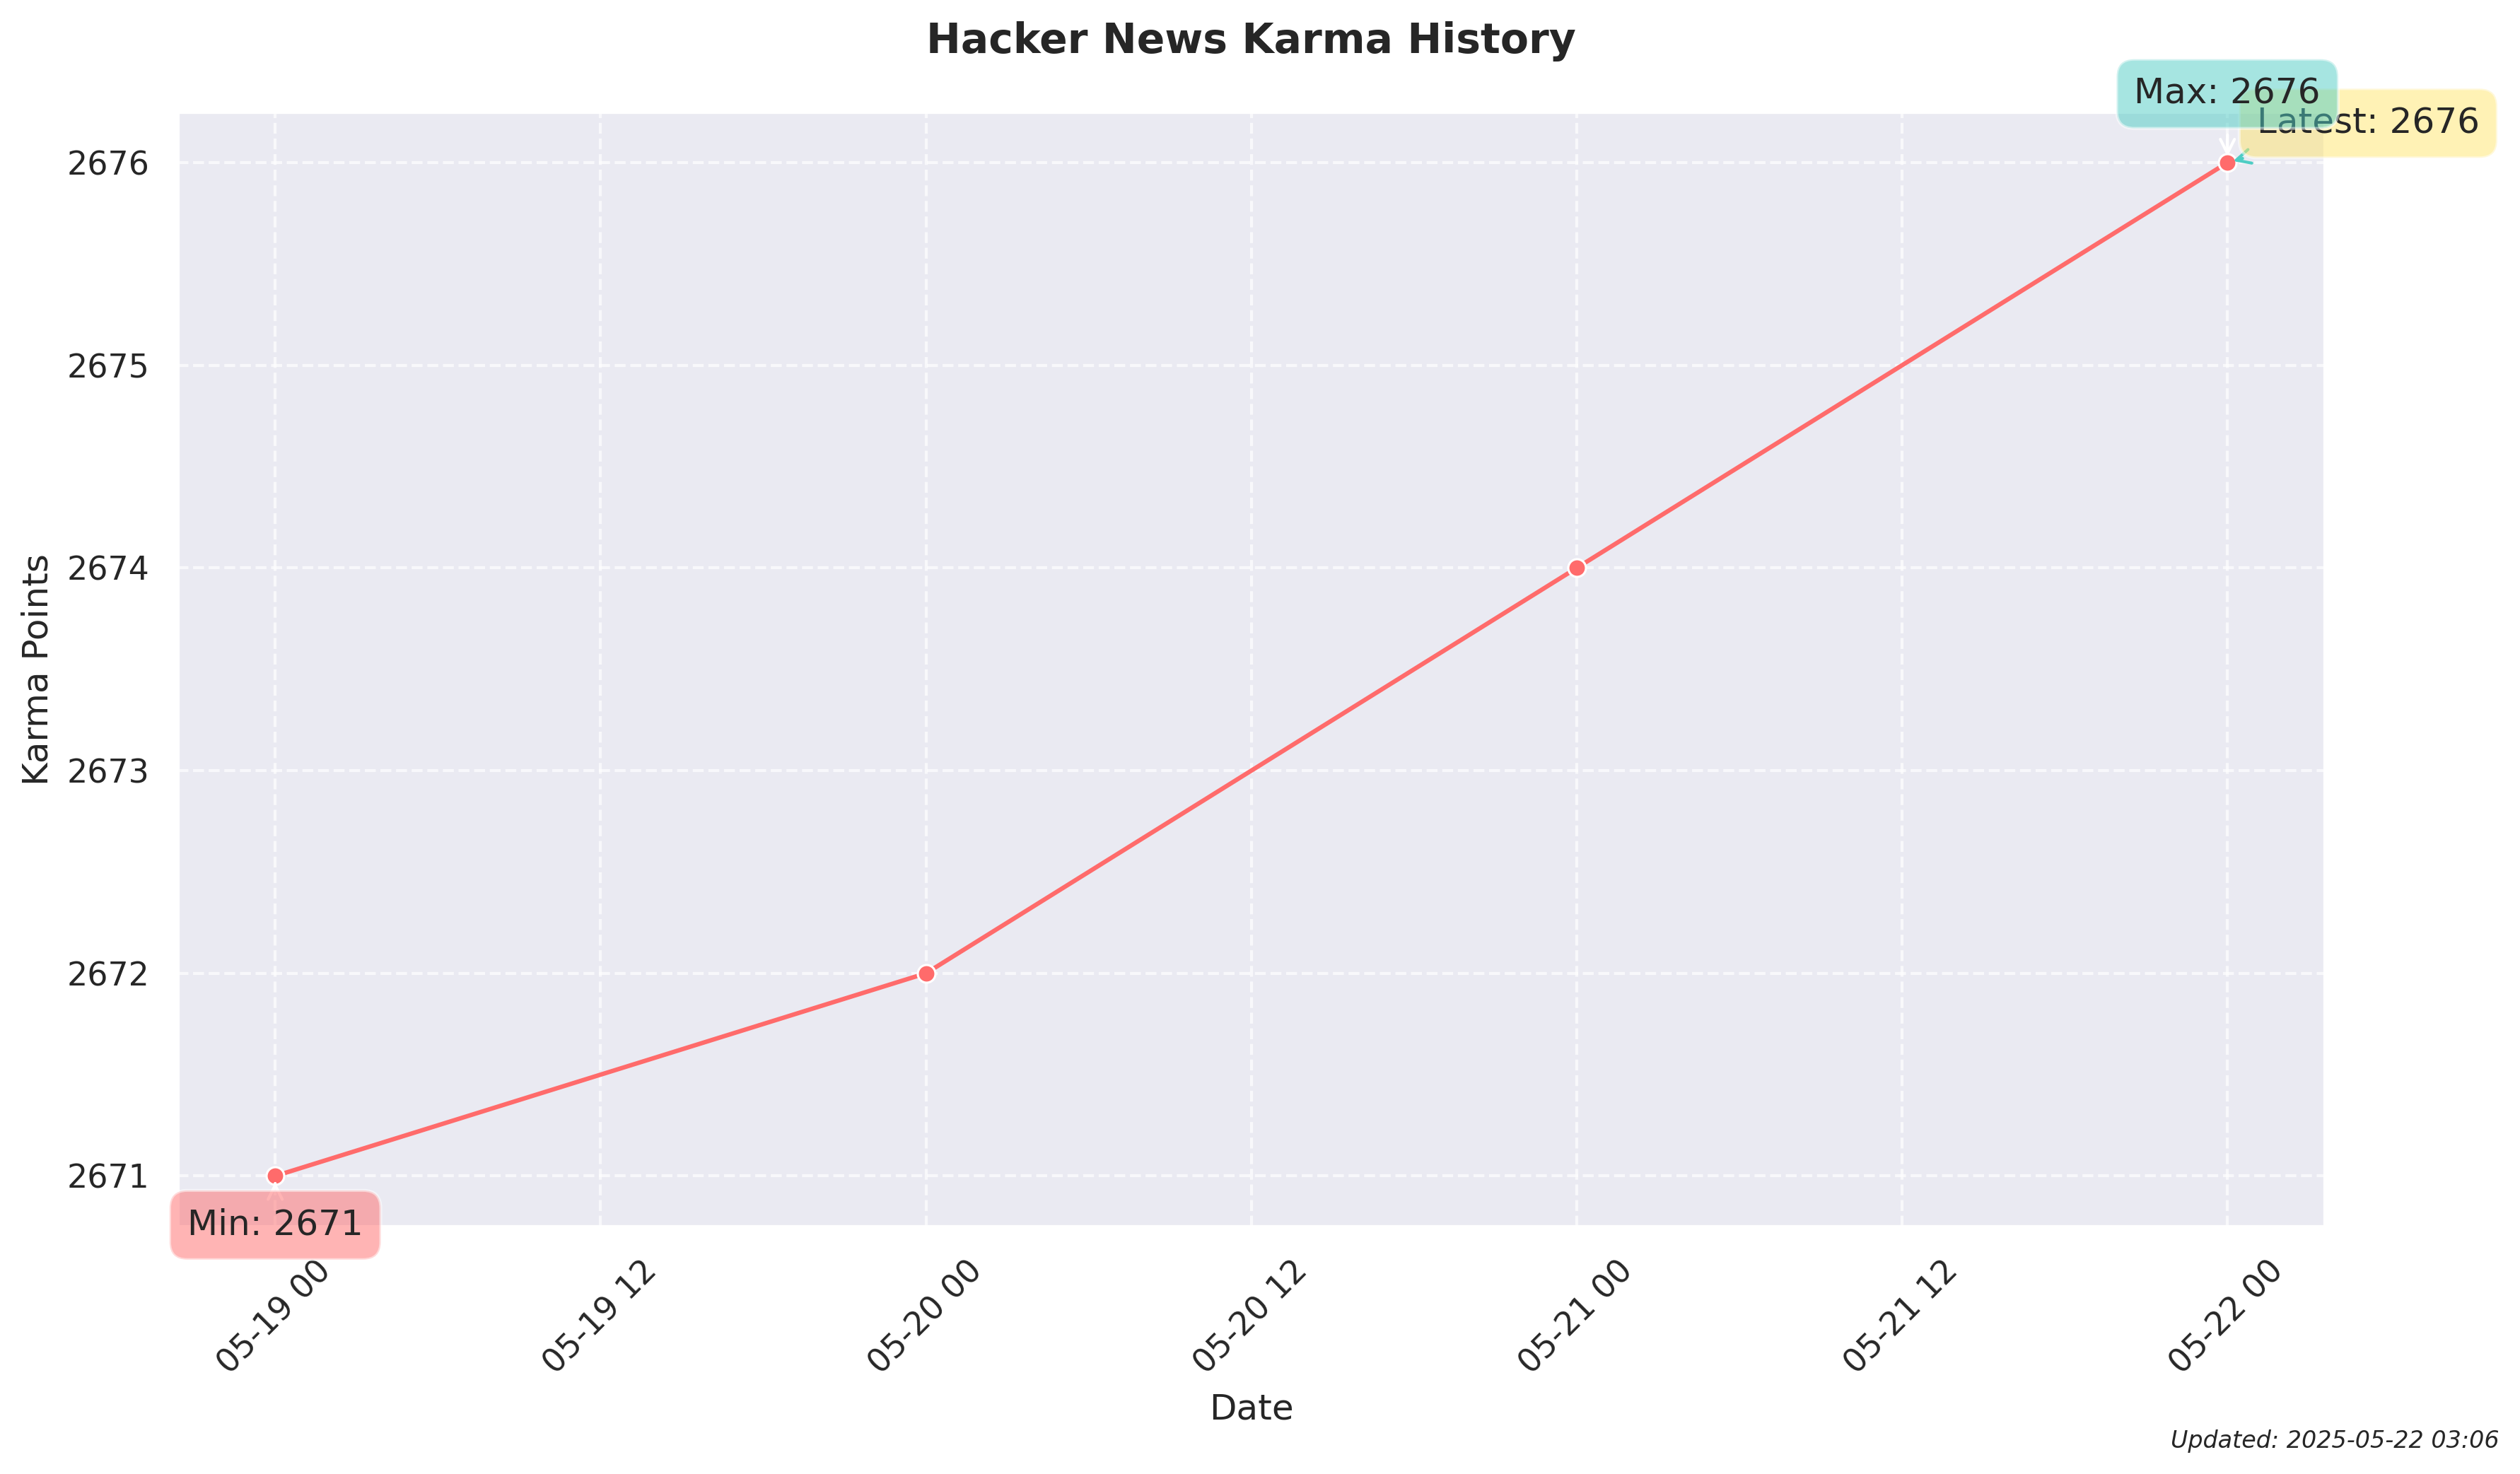 Hacker News Karma History
Max: 2676
Latest: 2676
2676
2675
2674
2673
2672
2671
Karma Points
Min: 2671
05-19 00
05-19 12
05-20 00
05-20 12
05-21 00
05-21 12
05-22 00
Date
Updated: 2025-05-22 03:06